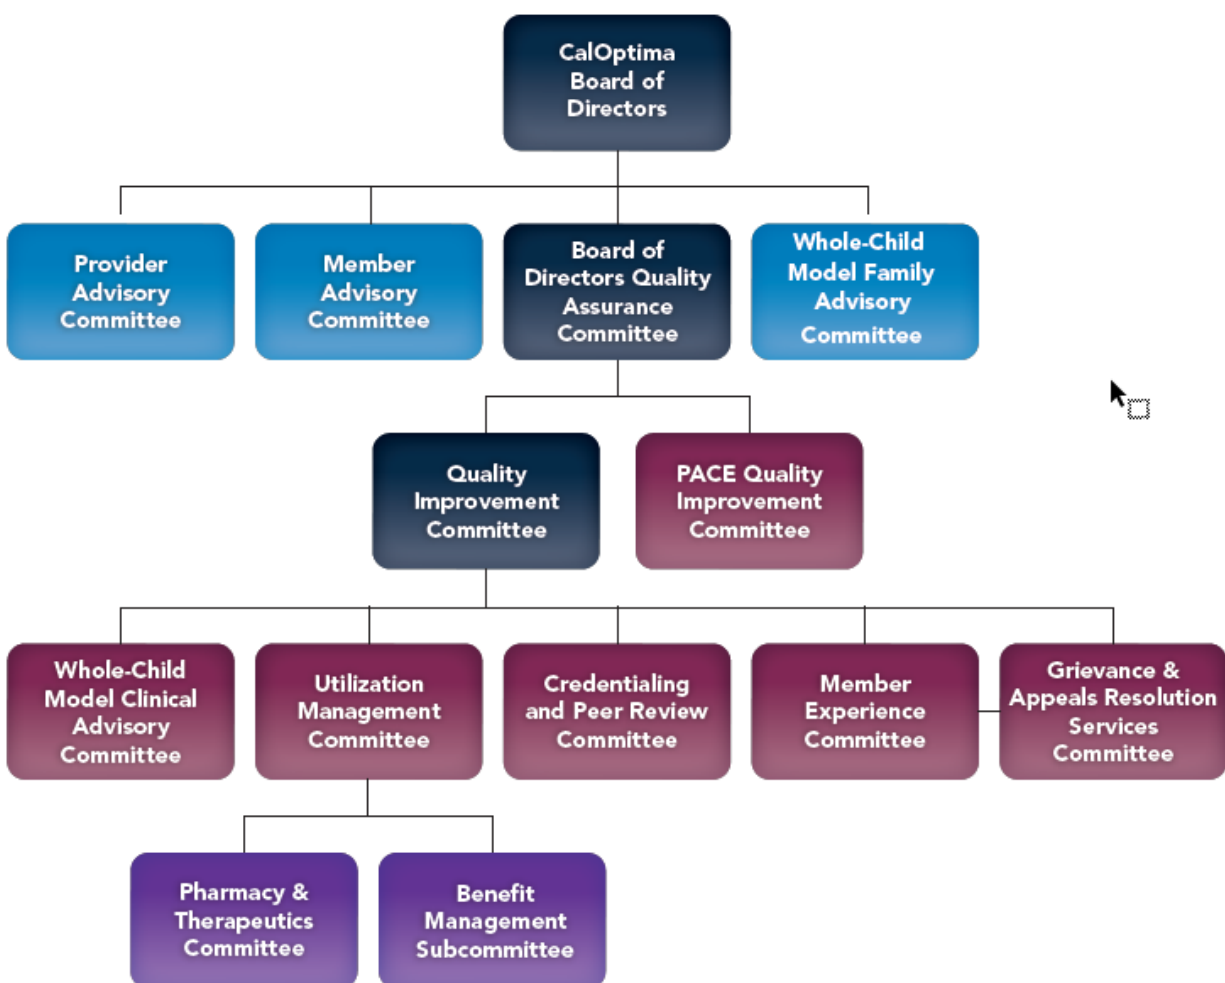 CalOptima
Board of
Directors
Provider
Advisory
Committee
Member
Advisory
Committee
Board of
Directors Quality
Assurance
Committee
Whole-Child
Model Family
Advisory
Committee
Quality
Improvement
Committee
PACE Quality
Improvement
Committee
Whole-Child
Model Clinical
Advisory
Committee
Utilization
Management
Committee
Credentialing
and Peer Review
Committee
Member
Experience
Committee
Grievance &
Appeals Resolution
Services
Committee
Pharmacy &
Therapeutics
Committee
Benefit
Management
Subcommittee